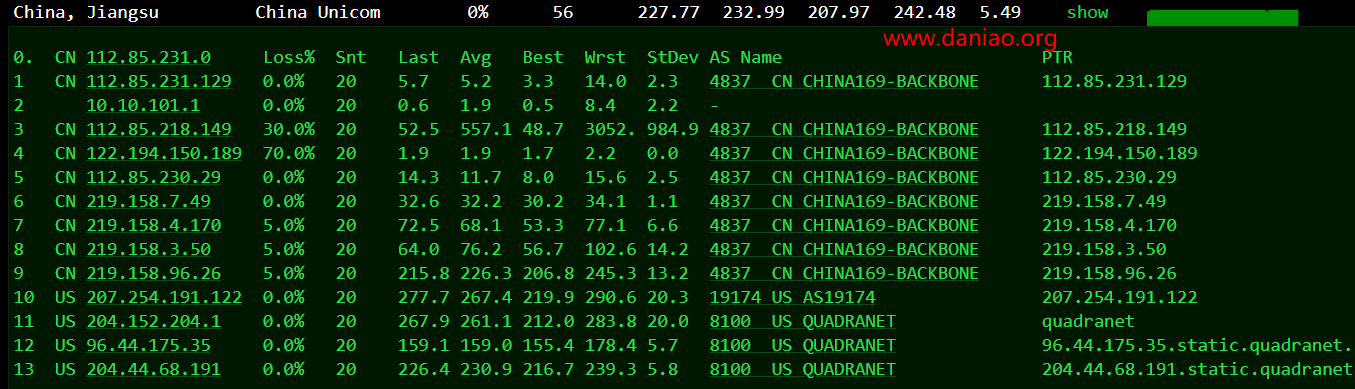 China, Jiangsu China Unicom 0% 56 227.77 232.99 207.97 242.48 5.49 show
www.daniao.org
0. CN 112.85.231.0 Loss% Snt Last Avg Best Wrst StDev AS Name PTR
1 CN 112.85.231.129 0.0% 20 5.7 5.2 3.3 14.0 2.3 4837 CN CHINA169-BACKBONE 112.85.231.129
2 10.10.101.1 0.0% 20 0.6 1.9 0.5 8.4 2.2 -
3 CN 112.85.218.149 30.0% 20 52.5 557.1 48.7 3052. 984.9 4837 CN CHINA169-BACKBONE 112.85.218.149
4 CN 122.194.150.189 70.0% 20 1.9 1.9 1.7 2.2 0.0 4837 CN CHINA169-BACKBONE 122.194.150.189
5 CN 112.85.230.29 0.0% 20 14.3 11.7 8.0 15.6 2.5 4837 CN CHINA169-BACKBONE 112.85.230.29
6 CN 219.158.7.49 0.0% 20 32.6 32.2 30.2 34.1 1.1 4837 CN CHINA169-BACKBONE 219.158.7.49
7 CN 219.158.4.170 5.0% 20 72.5 68.1 53.3 77.1 6.6 4837 CN CHINA169-BACKBONE 219.158.4.170
8 CN 219.158.3.50 5.0% 20 64.0 76.2 56.7 102.6 14.2 4837 CN CHINA169-BACKBONE 219.158.3.50
9 CN 219.158.96.26 5.0% 20 215.8 226.3 206.8 245.3 13.2 4837 CN CHINA169-BACKBONE 219.158.96.26
10 US 207.254.191.122 0.0% 20 277.7 267.4 219.9 290.6 20.3 19174 US AS19174 207.254.191.122
11 US 204.152.204.1 0.0% 20 267.9 261.1 212.0 283.8 20.0 8100 US QUADRANET quadranet
12 US 96.44.175.35 0.0% 20 159.1 159.0 155.4 178.4 5.7 8100 US QUADRANET 96.44.175.35.static.quadranet.
13 US 204.44.68.191 0.0% 20 226.4 230.9 216.7 239.3 5.8 8100 US QUADRANET 204.44.68.191.static.quadranet